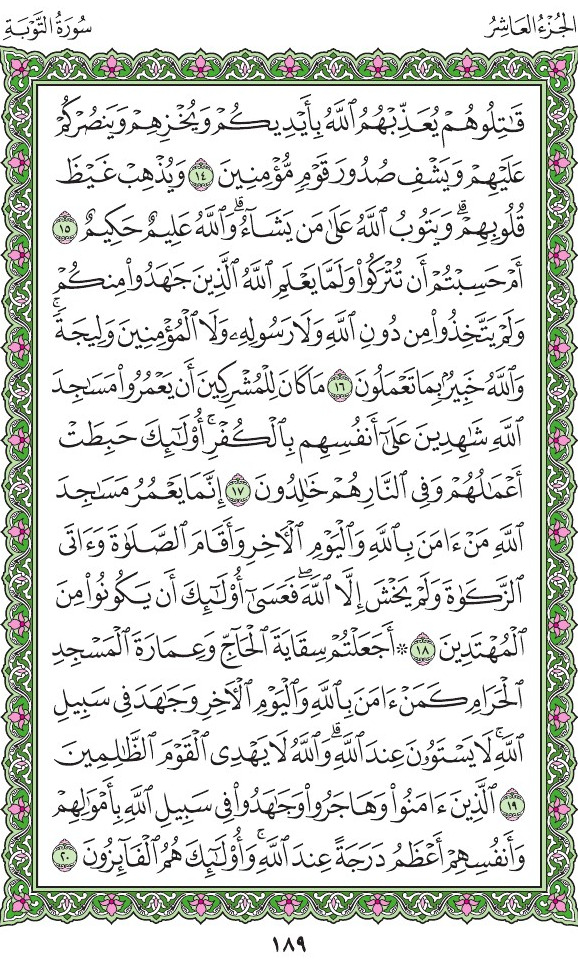 الجُزْءُ العَاشِرُ
سُورَةُ التَّوْبَةِ
قَٰتِلُوهُمْ يُعَذِّبْهُمُ ٱللَّهُ بِأَيْدِيكُمْ وَيُخْزِهِمْ وَيَنصُرْكُمْ
عَلَيْهِمْ وَيَشْفِ صُدُورَ قَوْمٍ مُّؤْمِنِينَ ١٤ وَيُذْهِبْ غَيْظَ
قُلُوبِهِمْ ۗ وَيَتُوبُ ٱللَّهُ عَلَىٰ مَن يَشَآءُ ۗ وَٱللَّهُ عَلِيمٌ حَكِيمٌ ١٥
أَمْ حَسِبْتُمْ أَن تُتْرَكُوا۟ وَلَمَّا يَعْلَمِ ٱللَّهُ ٱلَّذِينَ جَٰهَدُوا۟ مِنكُمْ
وَلَمْ يَتَّخِذُوا۟ مِن دُونِ ٱللَّهِ وَلَا رَسُولِهِۦ وَلَا ٱلْمُؤْمِنِينَ وَلِيجَةً ۚ
وَٱللَّهُ خَبِيرٌۢ بِمَا تَعْمَلُونَ ١٦ مَا كَانَ لِلْمُشْرِكِينَ أَن يَعْمُرُوا۟ مَسَٰجِدَ
ٱللَّهِ شَٰهِدِينَ عَلَىٰٓ أَنفُسِهِم بِٱلْكُفْرِ ۚ أُو۟لَٰٓئِكَ حَبِطَتْ
أَعْمَٰلُهُمْ وَفِى ٱلنَّارِ هُمْ خَٰلِدُونَ ١٧ إِنَّمَا يَعْمُرُ مَسَٰجِدَ
ٱللَّهِ مَنْ ءَامَنَ بِٱللَّهِ وَٱلْيَوْمِ ٱلْءَاخِرِ وَأَقَامَ ٱلصَّلَوٰةَ وَءَاتَى
ٱلزَّكَوٰةَ وَلَمْ يَخْشَ إِلَّا ٱللَّهَ ۖ فَعَسَىٰٓ أُو۟لَٰٓئِكَ أَن يَكُونُوا۟ مِنَ
ٱلْمُهْتَدِينَ ١٨ ۞ أَجَعَلْتُمْ سِقَايَةَ ٱلْحَآجِّ وَعِمَارَةَ ٱلْمَسْجِدِ
ٱلْحَرَامِ كَمَنْ ءَامَنَ بِٱللَّهِ وَٱلْيَوْمِ ٱلْءَاخِرِ وَجَٰهَدَ فِى سَبِيلِ
ٱللَّهِ ۚ لَا يَسْتَوُۥنَ عِندَ ٱللَّهِ ۗ وَٱللَّهُ لَا يَهْدِى ٱلْقَوْمَ ٱلظَّٰلِمِينَ
١٩ ٱلَّذِينَ ءَامَنُوا۟ وَهَاجَرُوا۟ وَجَٰهَدُوا۟ فِى سَبِيلِ ٱللَّهِ بِأَمْوَٰلِهِمْ
وَأَنفُسِهِمْ أَعْظَمُ دَرَجَةً عِندَ ٱللَّهِ ۚ وَأُو۟لَٰٓئِكَ هُمُ ٱلْفَآئِزُونَ ٢٠
١٨٩